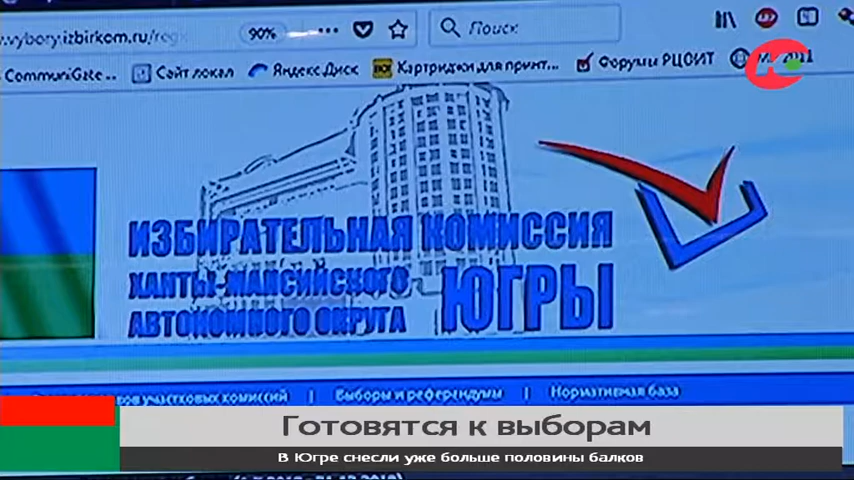 vybory.izbirkom.ru/reg
90%
Поиск
CommuniGate...
Сайт локал
Яндекс.Диск
Картриджи для принт...
Форумы РЦОИТ
ИЗБИРАТЕЛЬНАЯ КОМИССИЯ
ХАНТЫ-МАНСИЙСКОГО
АВТОНОМНОГО ОКРУГА
ЮГРЫ
участковых комиссий | Выборы и референдумы | Нормативная база
Готовятся к выборам
В Югре снесли уже больше половины балков